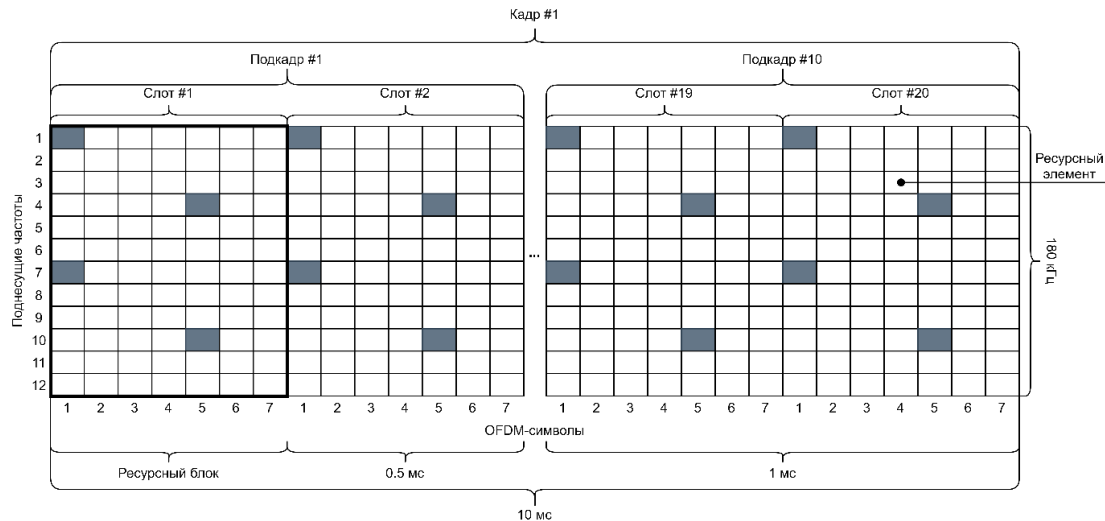 Кадр #1
Подкадр #1
Подкадр #10
Слот #1
Слот #2
Слот #19
Слот #20
Поднесущие частоты
1
2
3
4
5
6
7
8
9
10
11
12
...
Ресурсный
элемент
180 кГц
1 2 3 4 5 6 7 1 2 3 4 5 6 7 1 2 3 4 5 6 7 1 2 3 4 5 6 7
OFDM-символы
Ресурсный блок
0.5 мс
1 мс
10 мс